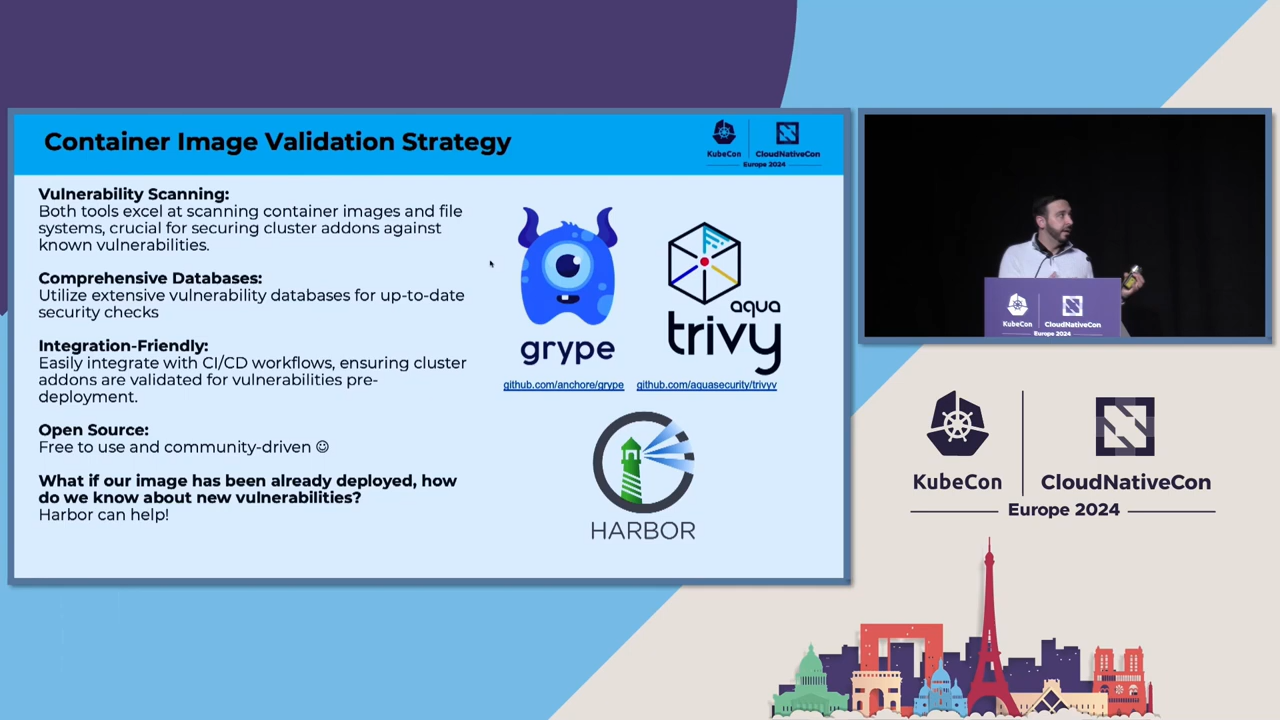 Container Image Validation Strategy
KubeCon
CloudNativeCon
Europe 2024
Vulnerability Scanning:
Both tools excel at scanning container images and file
systems, crucial for securing cluster addons against
known vulnerabilities.
Comprehensive Databases:
Utilize extensive vulnerability databases for up-to-date
security checks
Integration-Friendly:
Easily integrate with CI/CD workflows, ensuring cluster
addons are validated for vulnerabilities pre-
deployment.
Open Source:
Free to use and community-driven ☺
What if our image has been already deployed, how
do we know about new vulnerabilities?
Harbor can help!
grype
aqua
trivy
github.com/anchore/grype
github.com/aquasecurity/trivyv
HARBOR
KubeCon
CloudNativeCon
Europe 2024
KubeCon
CloudNativeCon
Europe 2024